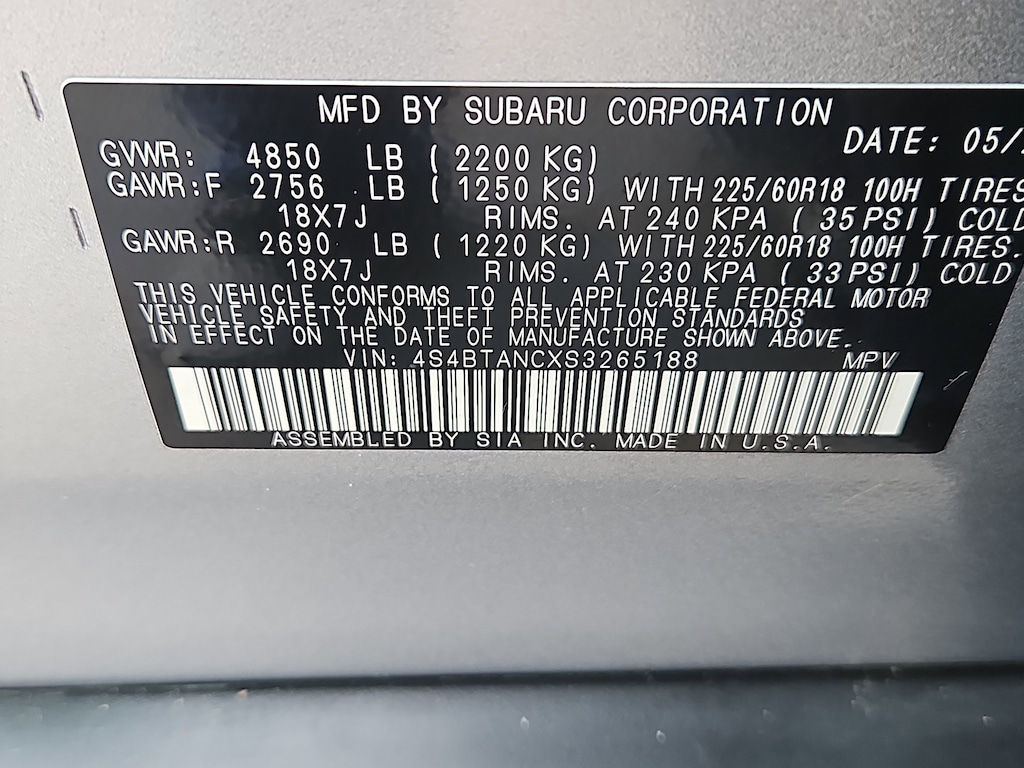 MFD BY SUBARU CORPORATION
DATE: 05/
GVWR: 4850 LB ( 2200 KG)
GAWR:F 2756 LB ( 1250 KG) WITH 225/60R18 100H TIRES
18X7J RIMS. AT 240 KPA ( 35 PSI) COLD
GAWR:R 2690 LB ( 1220 KG) WITH 225/60R18 100H TIRES.
18X7J RIMS. AT 230 KPA ( 33 PSI) COLD
THIS VEHICLE CONFORMS TO ALL APPLICABLE FEDERAL MOTOR
VEHICLE SAFETY AND THEFT PREVENTION STANDARDS
IN EFFECT ON THE DATE OF MANUFACTURE SHOWN ABOVE.
VIN: 4S4BTANCXS3265188 MPV
ASSEMBLED BY SIA INC. MADE IN U.S.A.